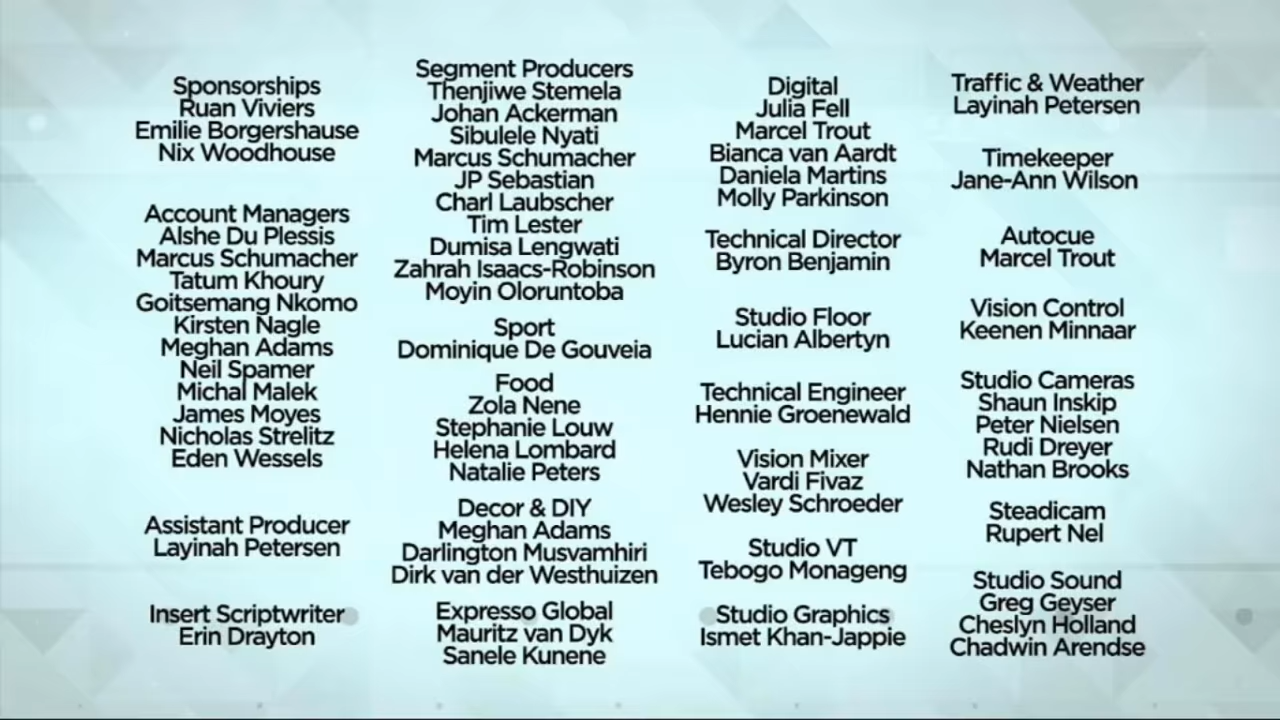 Sponsorships
Ruan Viviers
Emilie Borgershause
Nix Woodhouse
Account Managers
Alshe Du Plessis
Marcus Schumacher
Tatum Khoury
Goitsemang Nkomo
Kirsten Nagle
Meghan Adams
Neil Spamer
Michal Malek
James Moyes
Nicholas Strelitz
Eden Wessels
Assistant Producer
Layinah Petersen
Insert Scriptwriter
Erin Drayton
Segment Producers
Thenjiwe Stemela
Johan Ackerman
Sibulele Nyati
Marcus Schumacher
JP Sebastian
Charl Laubscher
Tim Lester
Dumisa Lengwati
Zahrah Isaacs-Robinson
Moyin Oloruntoba
Sport
Dominique De Gouveia
Food
Zola Nene
Stephanie Louw
Helena Lombard
Natalie Peters
Decor & DIY
Meghan Adams
Darlington Musvamhiri
Dirk van der Westhuizen
Expresso Global
Mauritz van Dyk
Sanele Kunene
Digital
Julia Fell
Marcel Trout
Bianca van Aardt
Daniela Martins
Molly Parkinson
Technical Director
Byron Benjamin
Studio Floor
Lucian Albertyn
Technical Engineer
Hennie Groenewald
Vision Mixer
Vardi Fivaz
Wesley Schroeder
Studio VT
Tebogo Monageng
Studio Graphics
Ismet Khan-Jappie
Traffic & Weather
Layinah Petersen
Timekeeper
Jane-Ann Wilson
Autocue
Marcel Trout
Vision Control
Keenen Minnaar
Studio Cameras
Shaun Inskip
Peter Nielsen
Rudi Dreyer
Nathan Brooks
Steadicam
Rupert Nel
Studio Sound
Greg Geyser
Cheslyn Holland
Chadwin Arendse